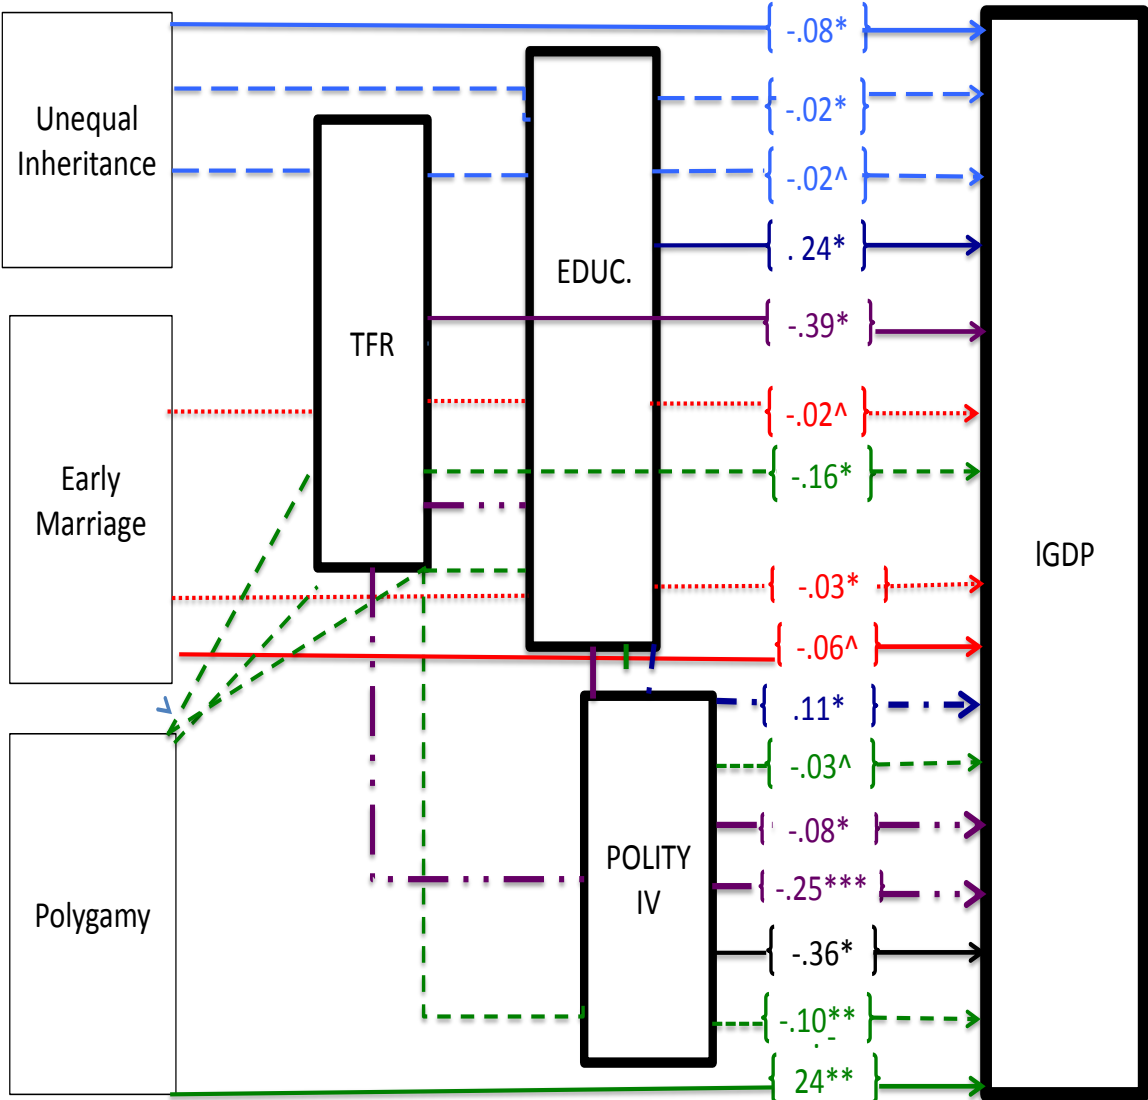 Unequal
Inheritance
Early
Marriage
Polygamy
TFR
EDUC.
POLITY
IV
lGDP
-.08*
-.02*
-.02^
. 24*
-.39*
-.02^
-.16*
-.03*
-.06^
.11*
-.03^
-.08*
-.25***
-.36*
-.10**
. -
24**